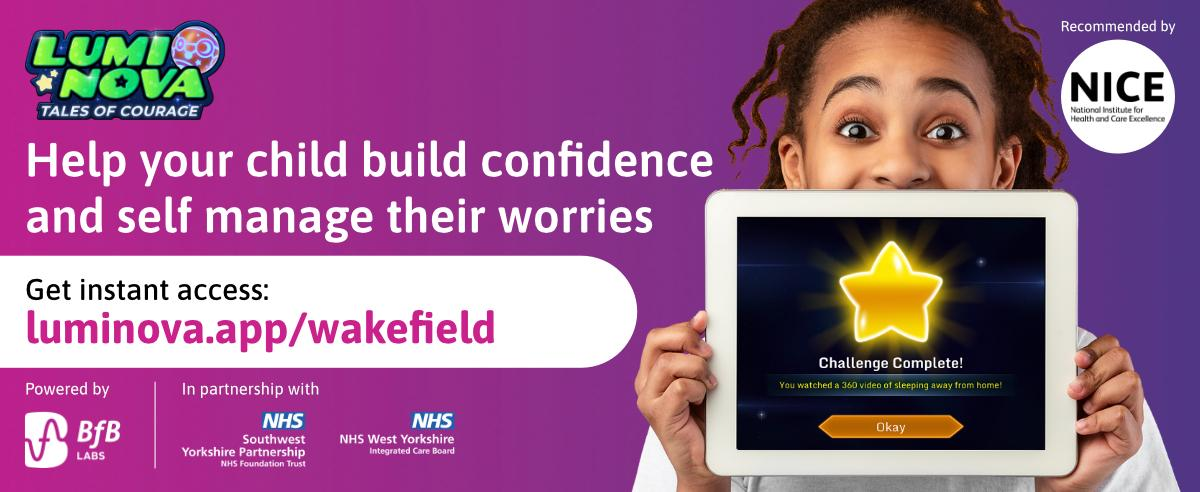 LUMI
NOVA
TALES OF COURAGE
Recommended by
NICE
National Institute for
Health and Care Excellence
Help your child build confidence
and self manage their worries
Get instant access:
luminova.app/wakefield
Challenge Complete!
You watched a 360 video of sleeping away from home!
Okay
Powered by
BfB
LABS
In partnership with
NHS
Southwest
Yorkshire Partnership
NHS Foundation Trust
NHS
NHS West Yorkshire
Integrated Care Board